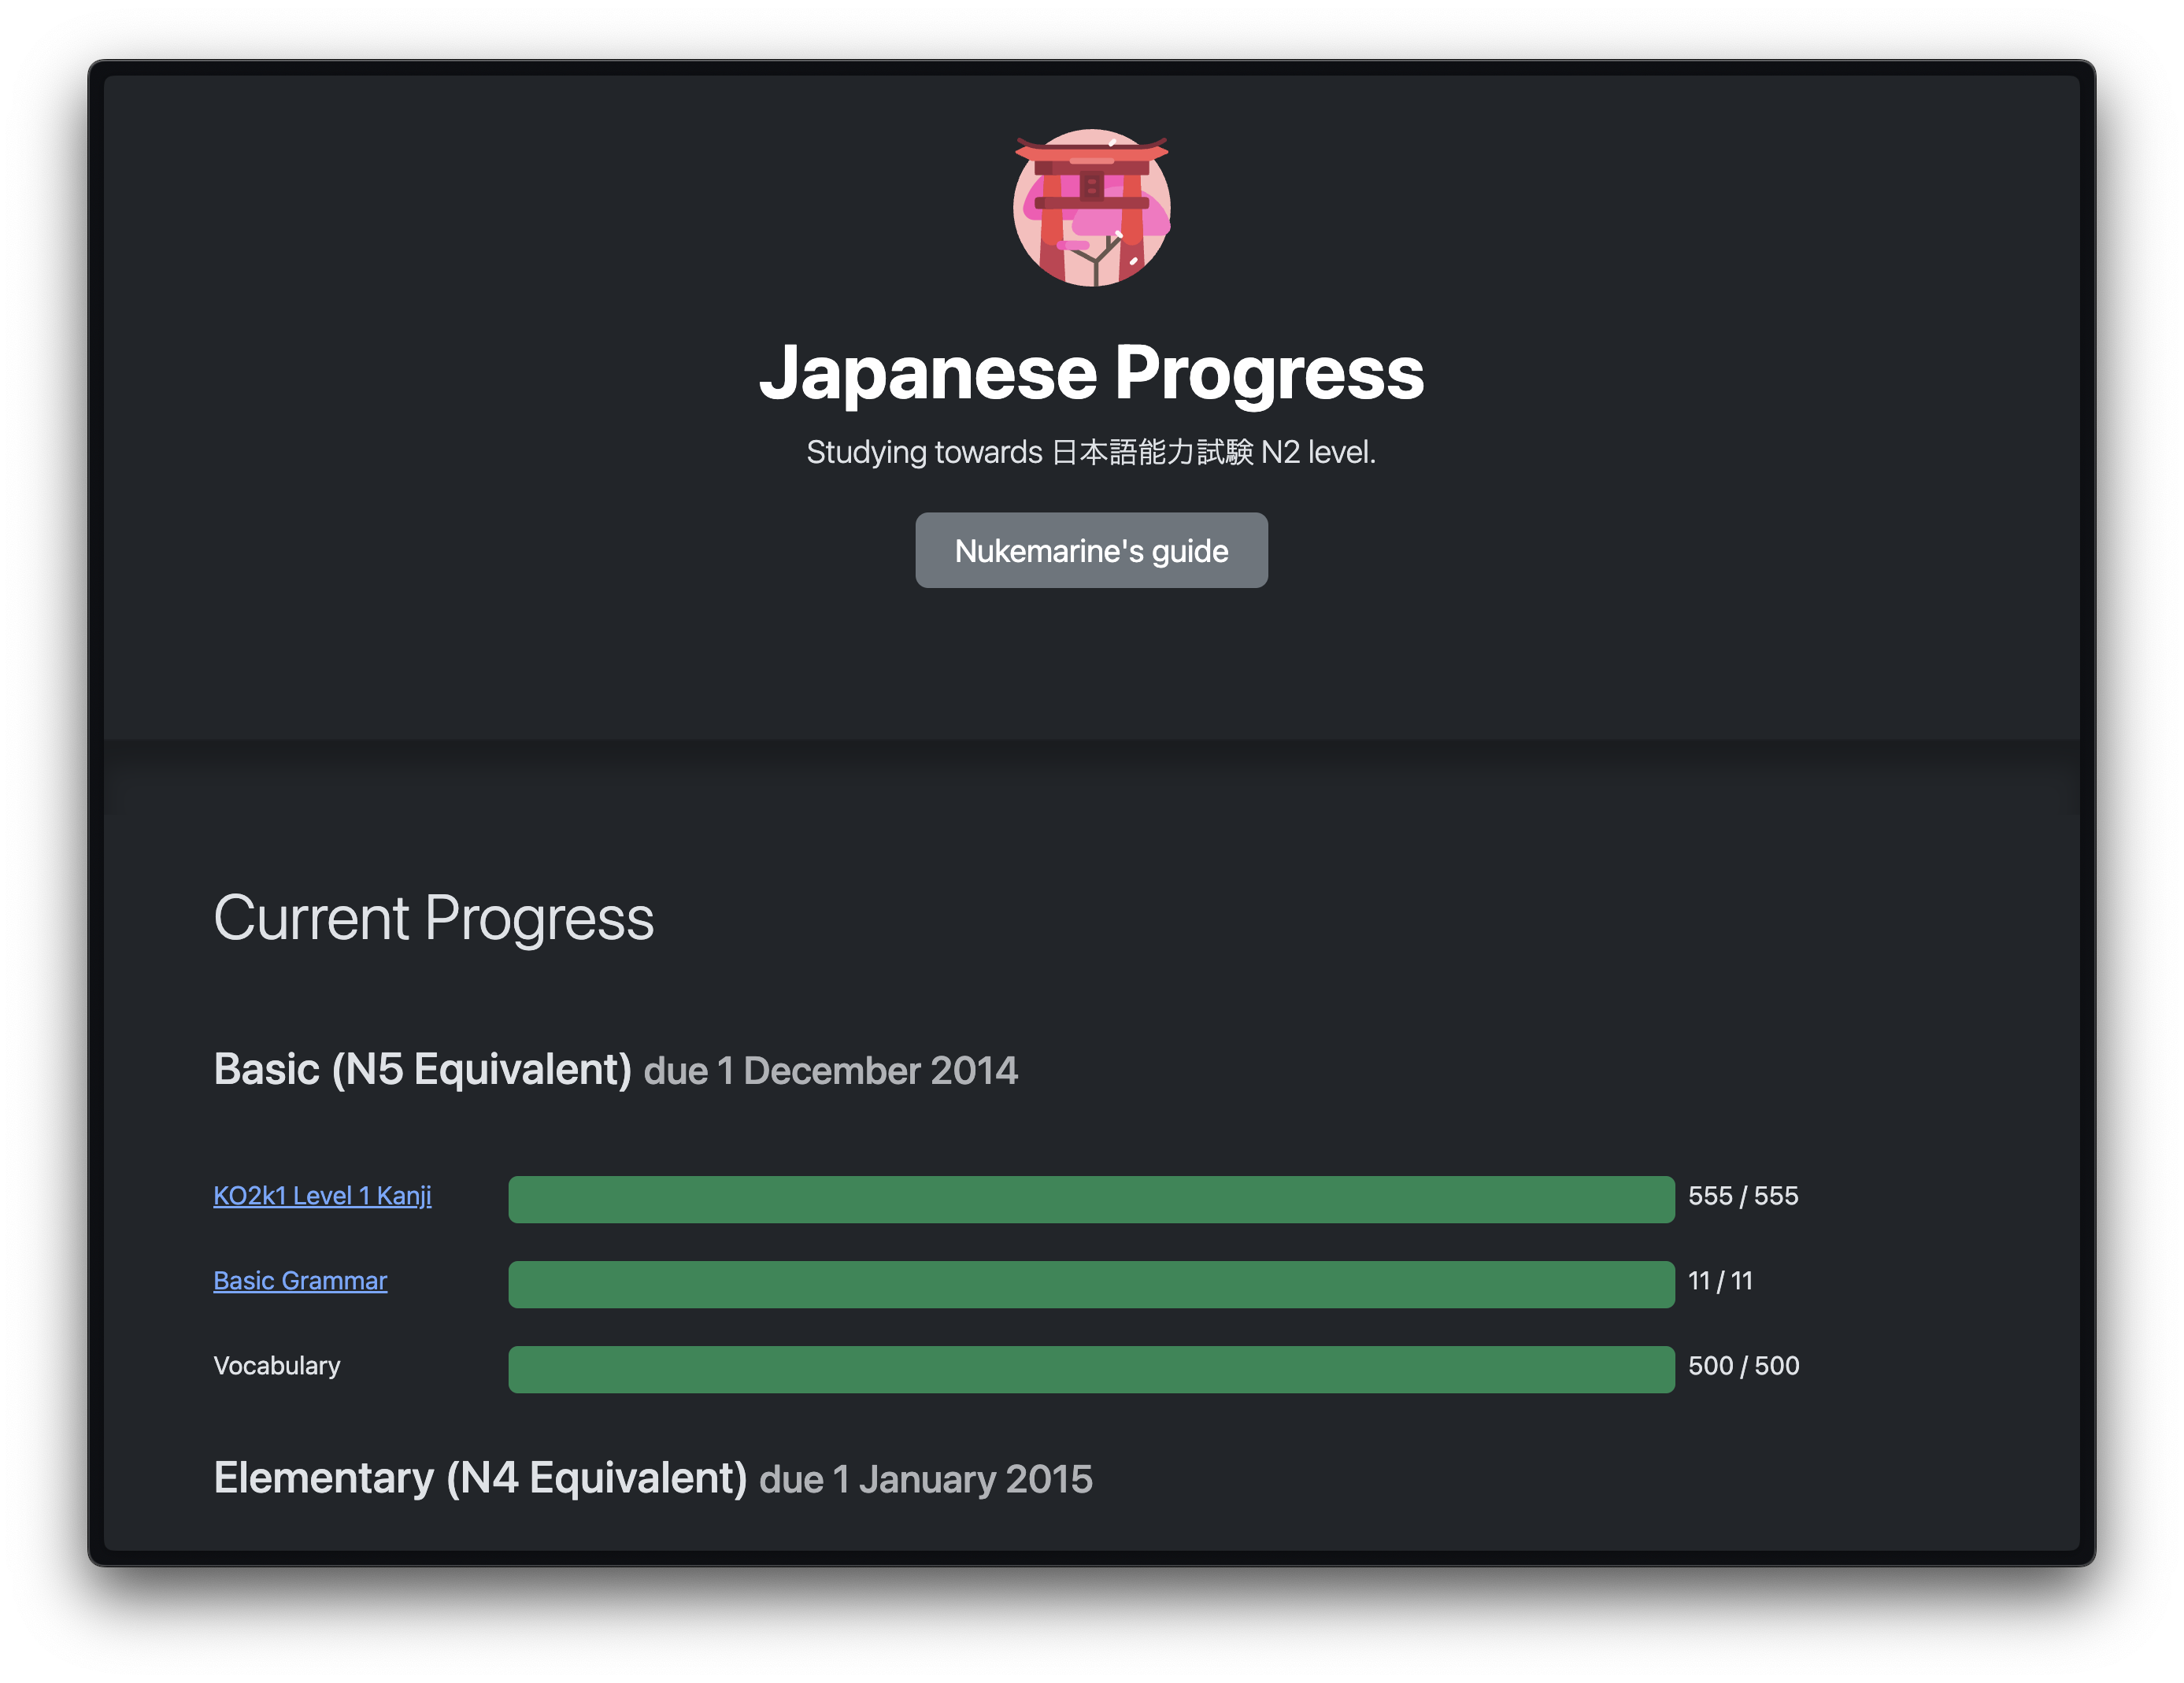 Japanese Progress
Studying towards 日本語能力試験 N2 level.
Nukemarine's guide
Current Progress
Basic (N5 Equivalent) due 1 December 2014
KO2k1 Level 1 Kanji 555 / 555
Basic Grammar 11 / 11
Vocabulary 500 / 500
Elementary (N4 Equivalent) due 1 January 2015